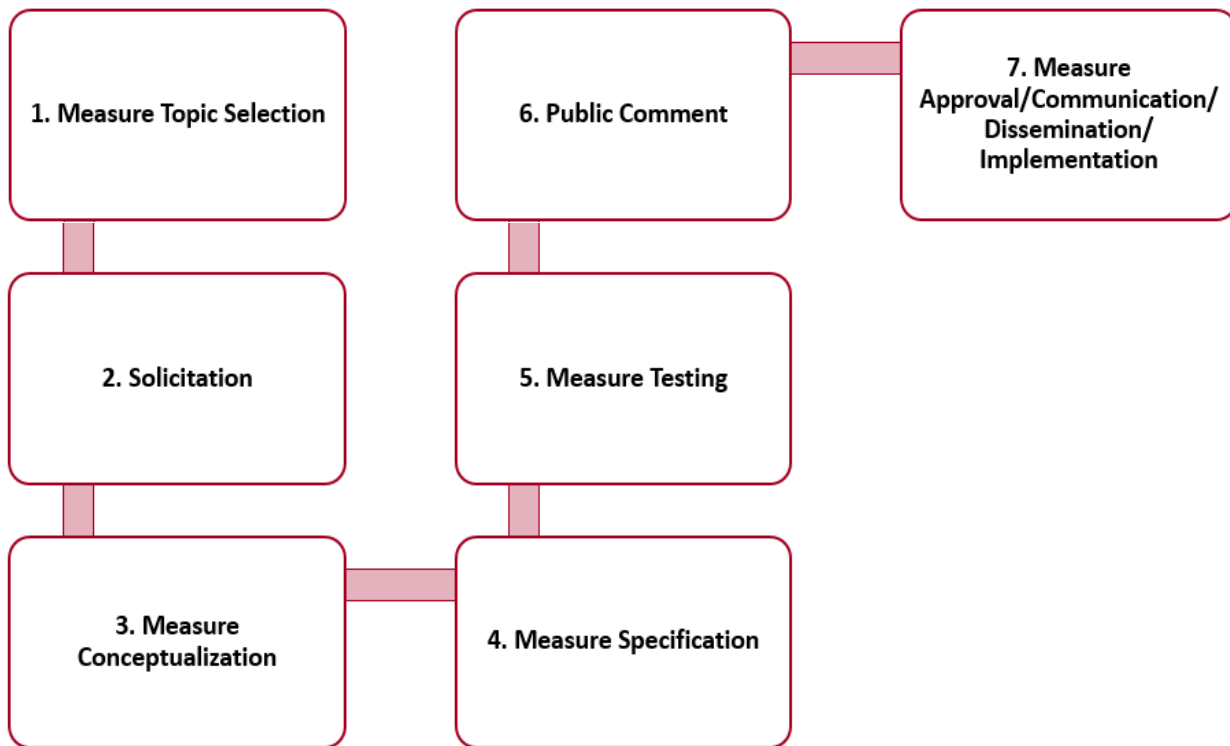 1. Measure Topic Selection
2. Solicitation
3. Measure
Conceptualization
4. Measure Specification
5. Measure Testing
6. Public Comment
7. Measure
Approval/Communication/
Dissemination/
Implementation